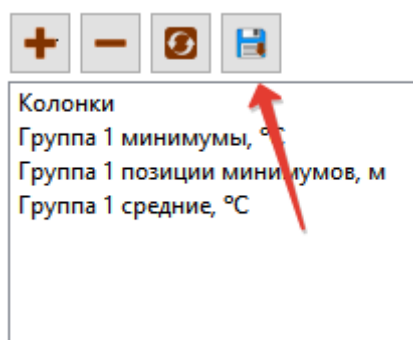 Колонки
Группа 1 минимумы, °C
Группа 1 позиции минимумов, м
Группа 1 средние, °C